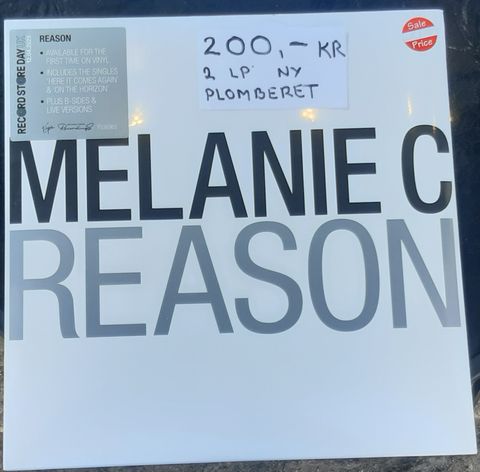 RECORD STORE DAY
REASON
• AVAILABLE FOR THE
FIRST TIME ON VINYL
• INCLUDES THE SINGLES
'HERE IT COMES AGAIN'
& 'ON THE HORIZON'
• PLUS B-SIDES &
LIVE VERSIONS
200,- KR
2 LP NY
PLOMBERET
Sale
Price
MELANIE C
REASON